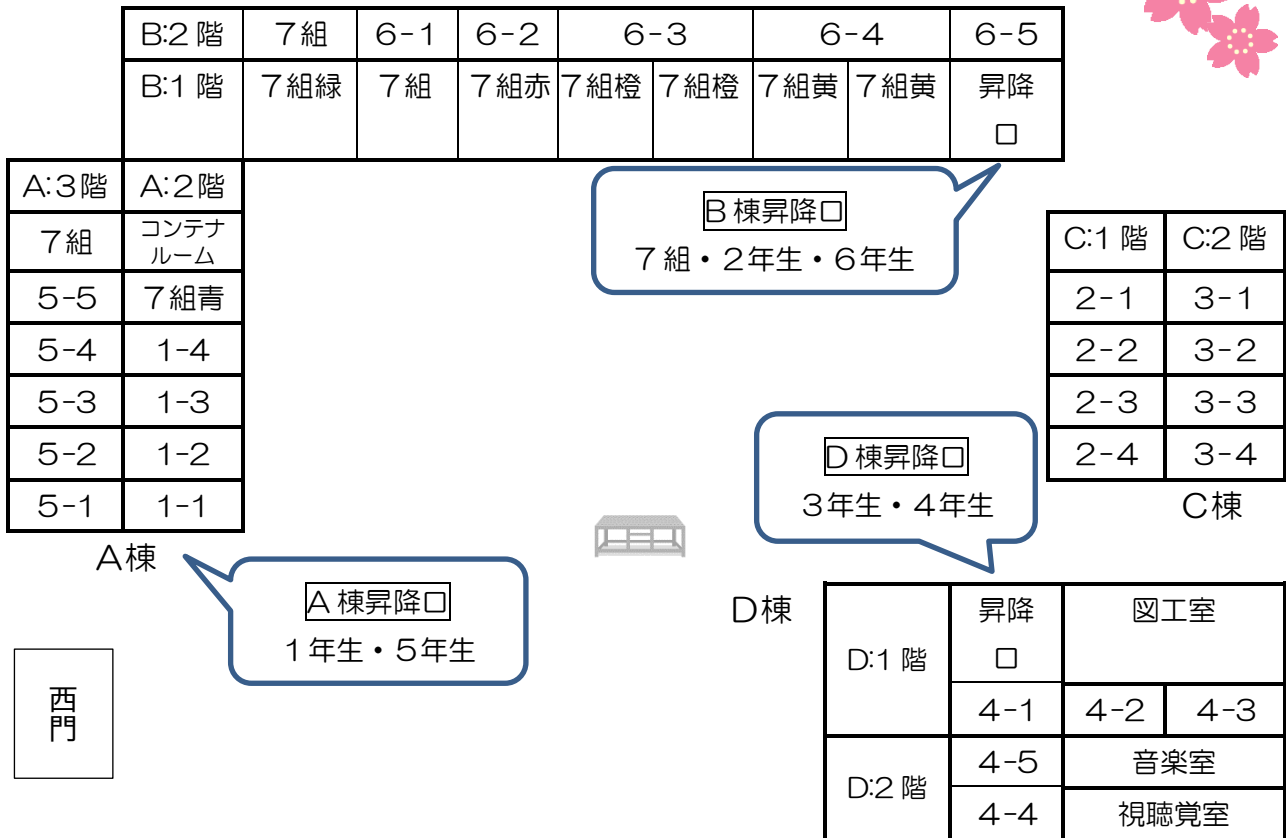 B:2階 7組 6-1 6-2 6-3 6-4 6-5
B:1階 7組緑 7組 7組赤 7組橙 7組橙 7組黄 7組黄 昇降
口
A:3階 A:2階
7組 コンテナ
ルーム
5-5 7組青
5-4 1-4
5-3 1-3
5-2 1-2
5-1 1-1
A棟
B棟昇降口
7組・2年生・6年生
C:1階 C:2階
2-1 3-1
2-2 3-2
2-3 3-3
2-4 3-4
C棟
D棟昇降口
3年生・4年生
A棟昇降口
1年生・5年生
西門
D棟
D:1階 昇降
口 図工室
4-1 4-2 4-3
D:2階 4-5 音楽室
4-4 視聴覚室